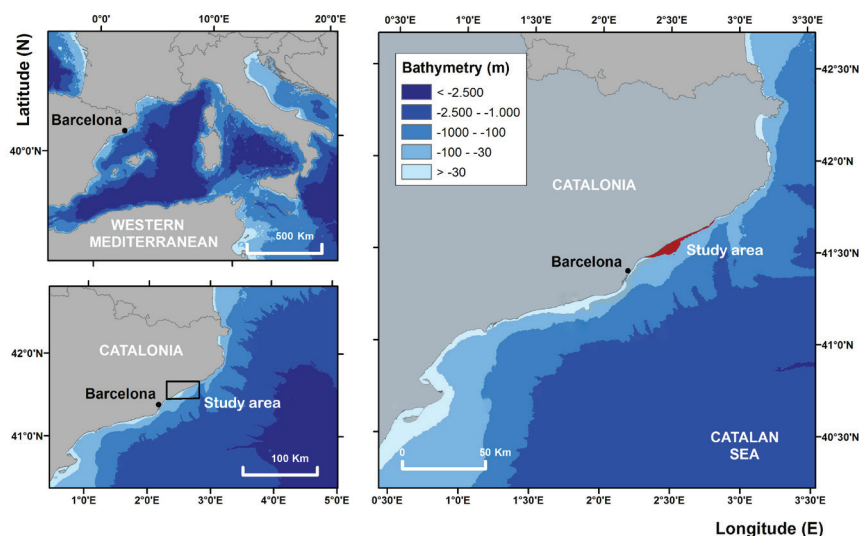 0°0' 10°0'E 20°0'E
Latitude (N)
Barcelona
40°0'N
WESTERN
MEDITERRANEAN
500 Km
42°0'N
CATALONIA
Barcelona
Study area
41°0'N
100 Km
1°0'E 2°0'E 3°0'E 4°0'E 5°0'E
0°30'E 1°0'E 1°30'E 2°0'E 2°30'E 3°0'E 3°30'E
Bathymetry (m)
< -2.500
-2.500 - -1.000
-1000 - -100
-100 - -30
> -30
42°30'N
42°0'N
CATALONIA
41°30'N
Study area
Barcelona
41°0'N
40°30'N
CATALAN
SEA
0 50 Km
0°30'E 1°0'E 1°30'E 2°0'E 2°30'E 3°0'E 3°30'E
Longitude (E)